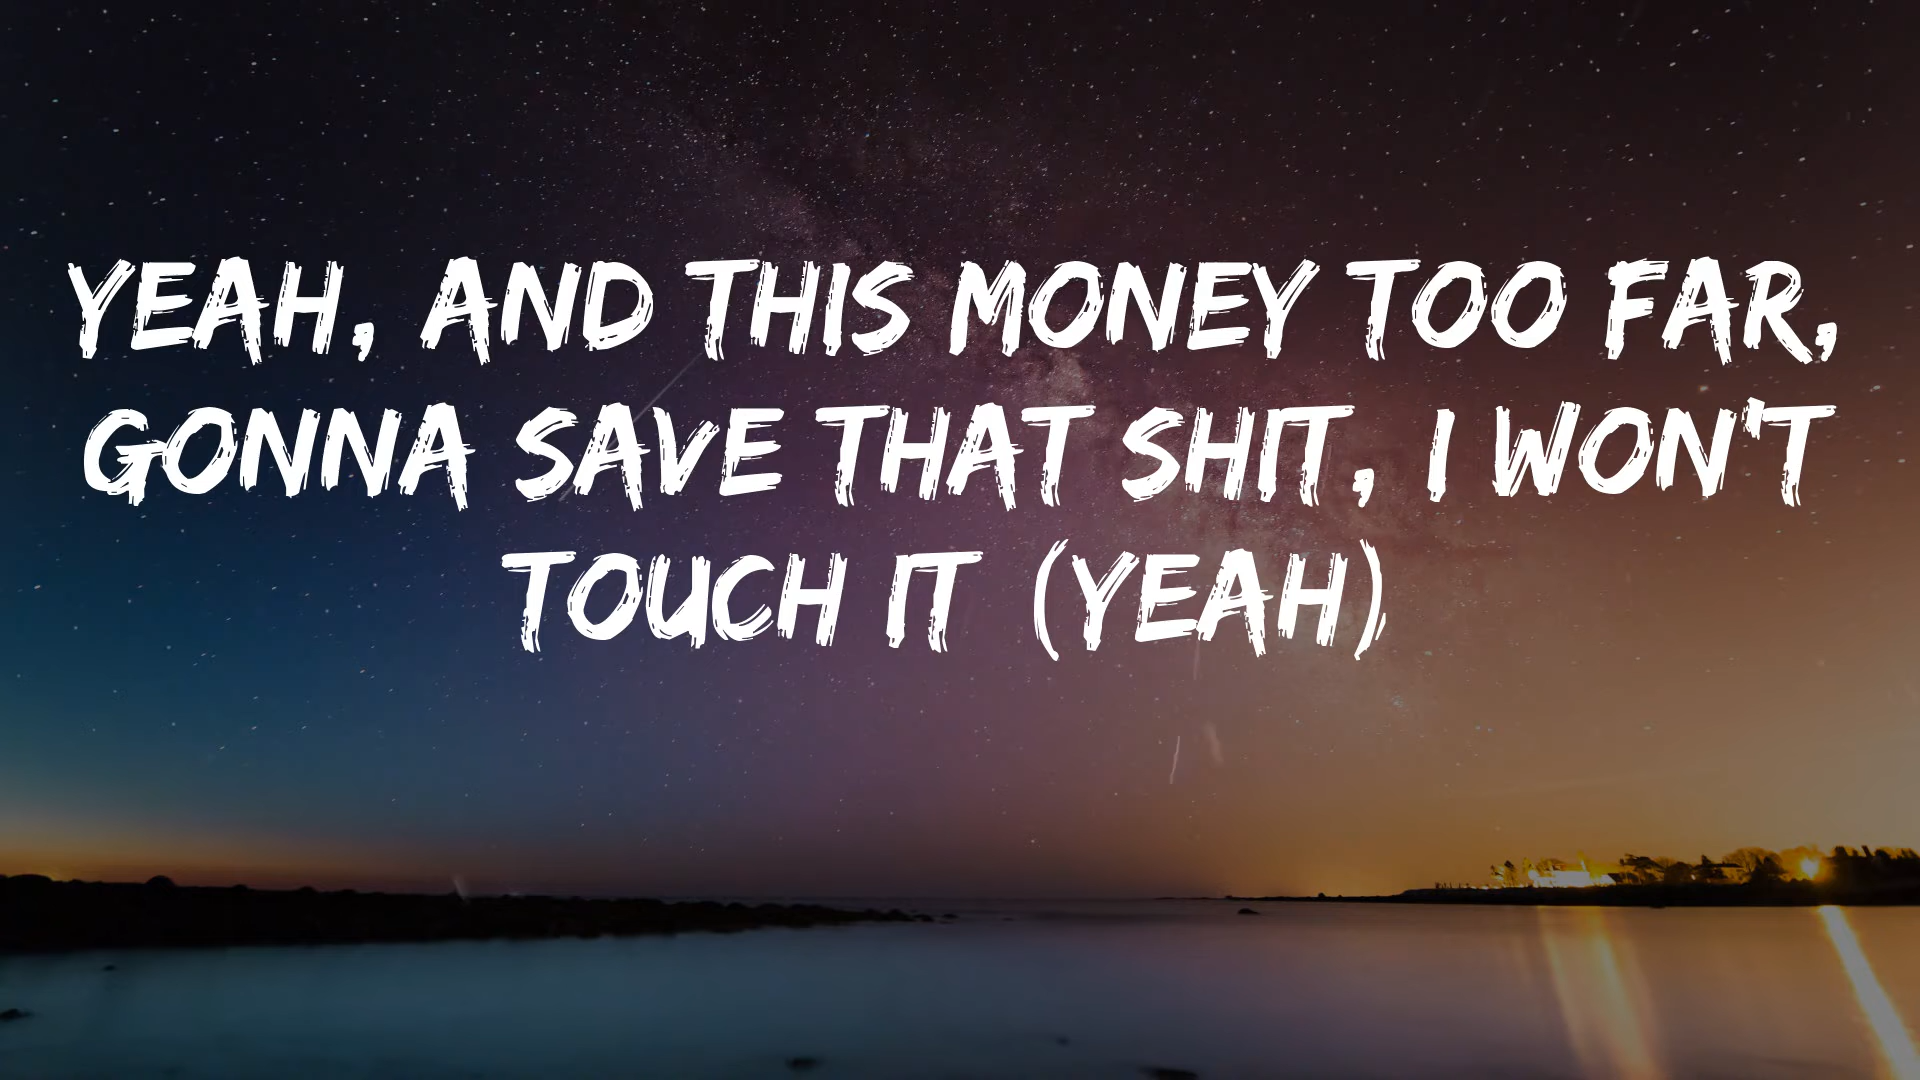 YEAH, AND THIS MONEY TOO FAR,
GONNA SAVE THAT SHIT, I WON'T
TOUCH IT (YEAH)